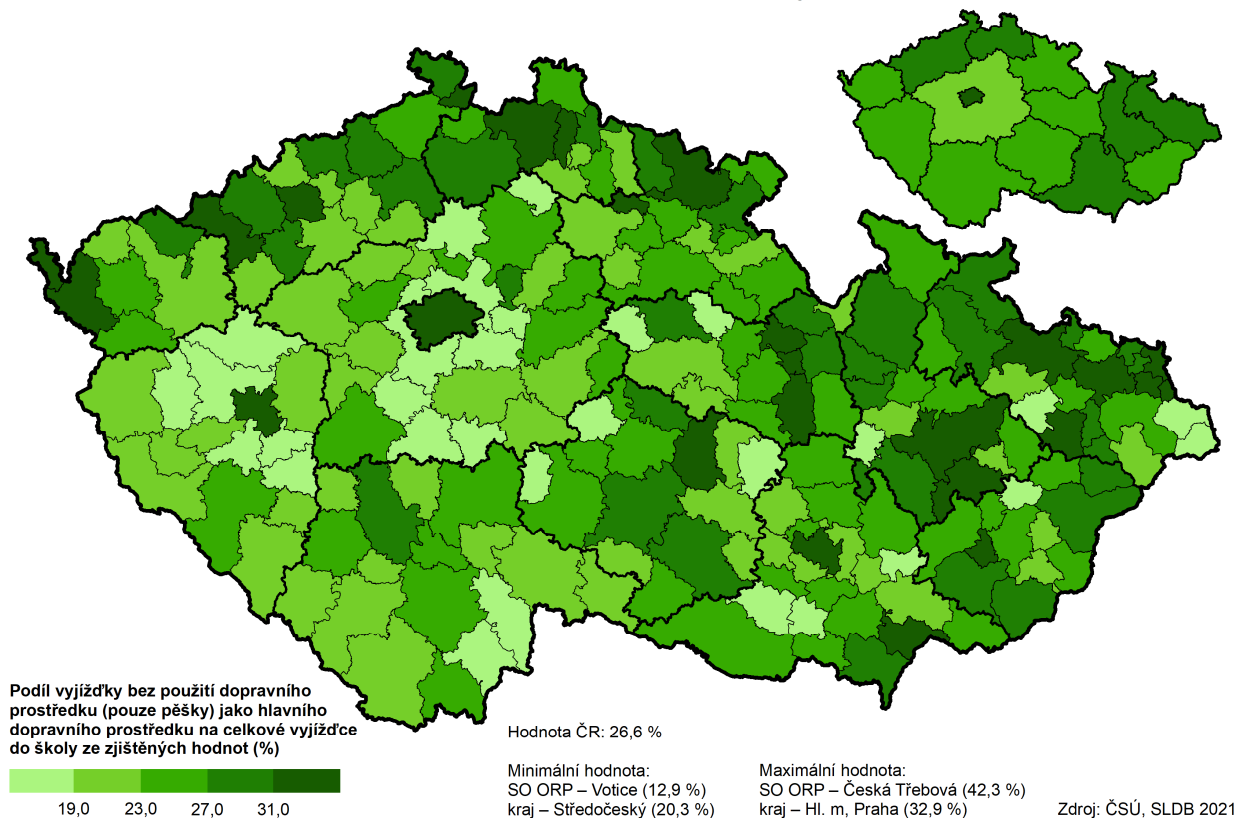 Podíl vyjížďky bez použití dopravního
prostředku (pouze pěšky) jako hlavního
dopravního prostředku na celkové vyjížďce
do školy ze zjištěných hodnot (%)
19,0 23,0 27,0 31,0
Hodnota ČR: 26,6 %
Minimální hodnota:
SO ORP – Votice (12,9 %)
kraj – Středočeský (20,3 %)
Maximální hodnota:
SO ORP – Česká Třebová (42,3 %)
kraj – Hl. m, Praha (32,9 %)
Zdroj: ČSÚ, SLDB 2021